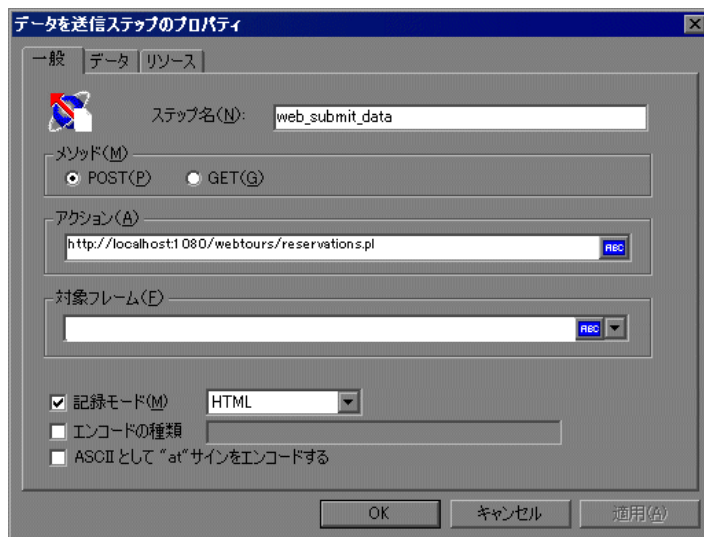 データを送信ステップのプロパティ
一般 データ リソース
ステップ名(N): web_submit_data
メソッド(M)
POST(P) GET(G)
アクション(A)
http://localhost:1080/webtours/reservations.pl
ABC
対象フレーム(F)
ABC
記録モード(M) HTML
エンコードの種類
ASCII として "at"サインをエンコードする
OK キャンセル 適用(A)